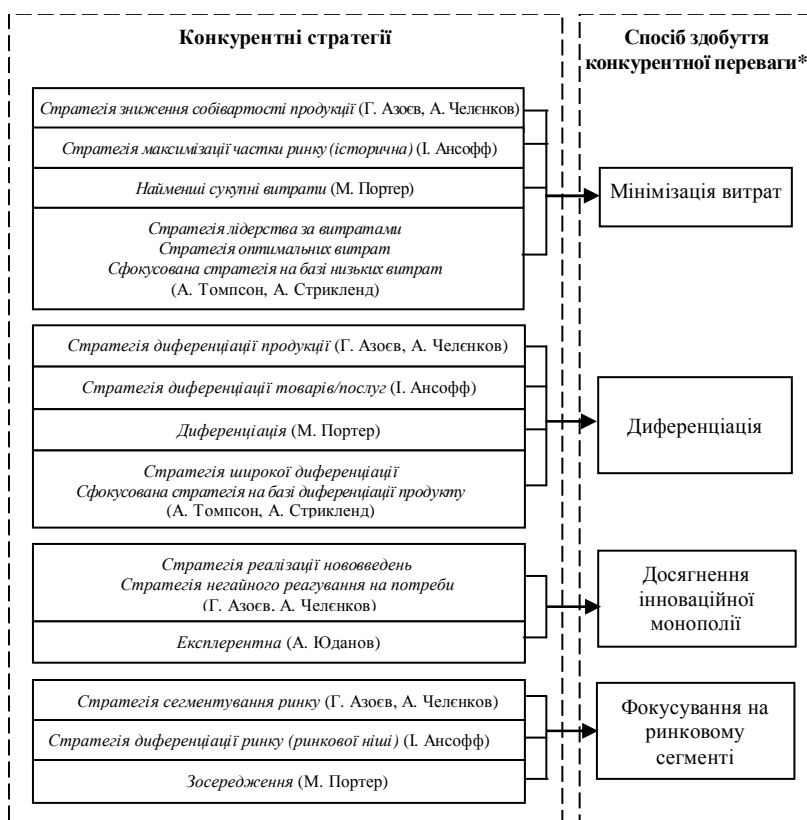 Конкурентні стратегії
Спосіб здобуття
конкурентної переваги*
Стратегія зниження собівартості продукції (Г. Азоєв, А. Челєнков)
Стратегія максимізації частки ринку (історична) (І. Ансофф)
Найменші сукупні витрати (М. Портер)
Стратегія лідерства за витратами
Стратегія оптимальних витрат
Сфокусована стратегія на базі низьких витрат
(А. Томпсон, А. Стрикленд)
Мінімізація витрат
Стратегія диференціації продукції (Г. Азоєв, А. Челєнков)
Стратегія диференціації товарів/послуг (І. Ансофф)
Диференціація (М. Портер)
Стратегія широкої диференціації
Сфокусована стратегія на базі диференціації продукту
(А. Томпсон, А. Стрикленд)
Диференціація
Стратегія реалізації нововведень
Стратегія негайного реагування на потреби
(Г. Азоєв, А. Челєнков)
Експлерентна (А. Юданов)
Досягнення
інноваційної
монополії
Стратегія сегментування ринку (Г. Азоєв, А. Челєнков)
Стратегія диференціації ринку (ринкової ніші) (І. Ансофф)
Зосередження (М. Портер)
Фокусування на
ринковому
сегменті